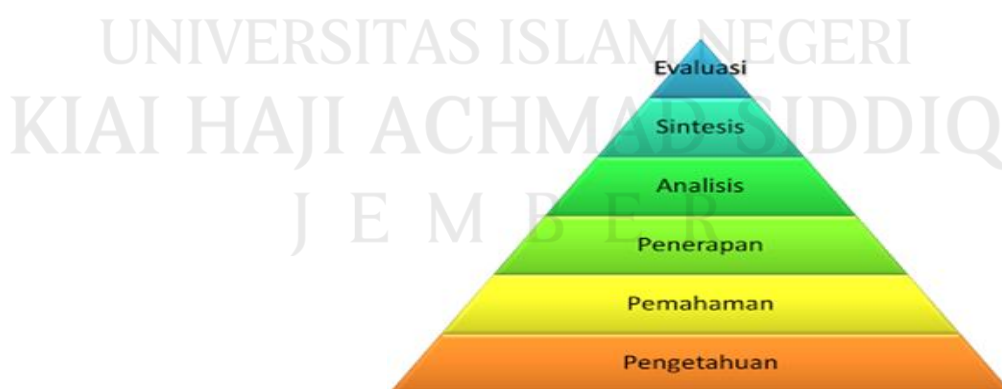 UNIVERSITAS ISLAM NEGERI
KIAI HAJI ACHMAD SIDDIQ
J E M B E R
Evaluasi
Sintesis
Analisis
Penerapan
Pemahaman
Pengetahuan